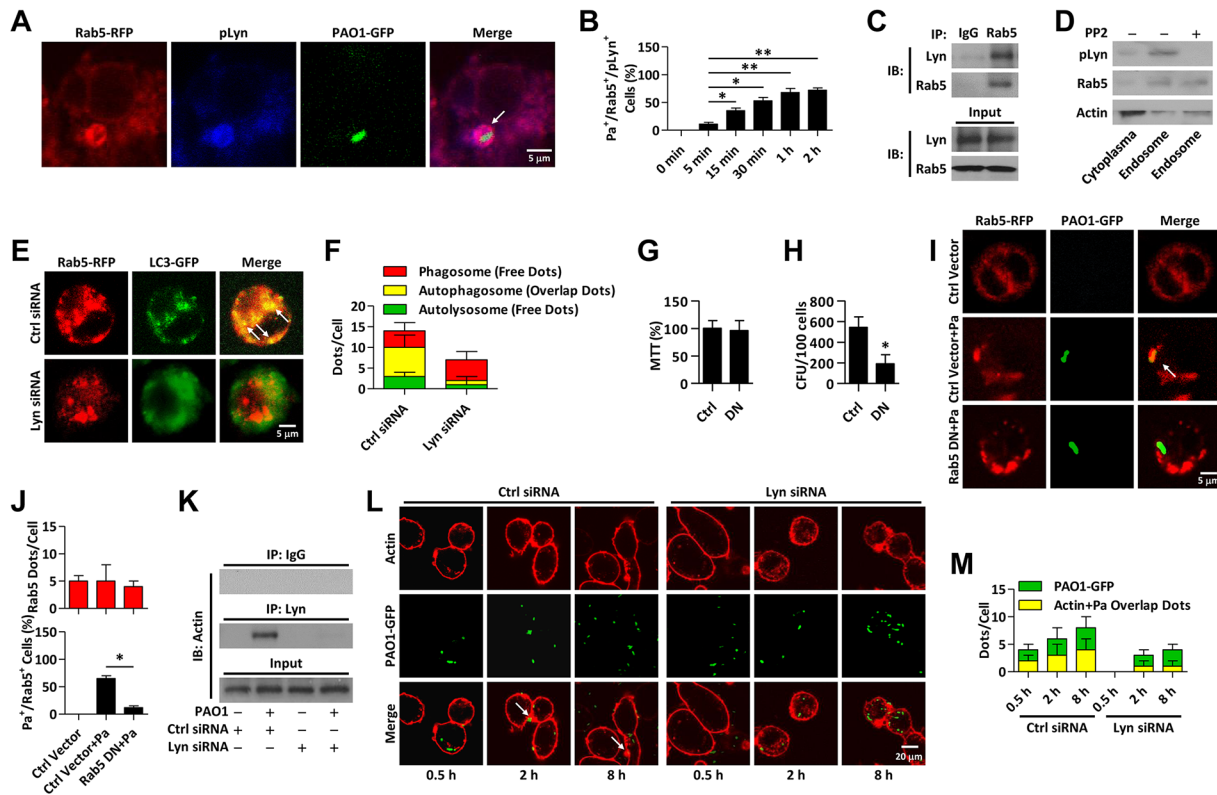 A
Rab5-RFP pLyn PAO1-GFP Merge
5 µm
B
Pa+/Rab5+/pLyn+
Cells (%)
150
100
50
0
**
**
*
*
0 min 5 min 15 min 30 min 1 h 2 h
C
IP: IgG Rab5
IB:
Lyn
Rab5
Input
IB:
Lyn
Rab5
D
PP2 – – +
pLyn
Rab5
Actin
Cytoplasma Endosome Endosome
E
Rab5-RFP LC3-GFP Merge
Ctrl siRNA
Lyn siRNA
5 µm
F
Phagosome (Free Dots)
Autophagosome (Overlap Dots)
Autolysosome (Free Dots)
Dots/Cell
20
15
10
5
0
Ctrl siRNA Lyn siRNA
G
MTT (%)
150
100
50
0
Ctrl DN
H
CFU/100 cells
800
600
400
200
0
*
Ctrl DN
I
Rab5-RFP PAO1-GFP Merge
Ctrl Vector
Ctrl Vector+Pa
Rab5 DN+Pa
5 µm
J
Rab5 Dots/Cell
15
10
5
0
Pa+/Rab5+ Cells (%)
150
100
50
0
*
Ctrl Vector Ctrl Vector+Pa Rab5 DN+Pa
K
IB: Actin
IP: IgG
IP: Lyn
Input
PAO1 – + – +
Ctrl siRNA + + – –
Lyn siRNA – – + +
L
Ctrl siRNA Lyn siRNA
Actin
PAO1-GFP
Merge
20 µm
0.5 h 2 h 8 h 0.5 h 2 h 8 h
M
PAO1-GFP
Actin+Pa Overlap Dots
Dots/Cell
15
10
5
0
0.5 h 2 h 8 h 0.5 h 2 h 8 h
Ctrl siRNA Lyn siRNA